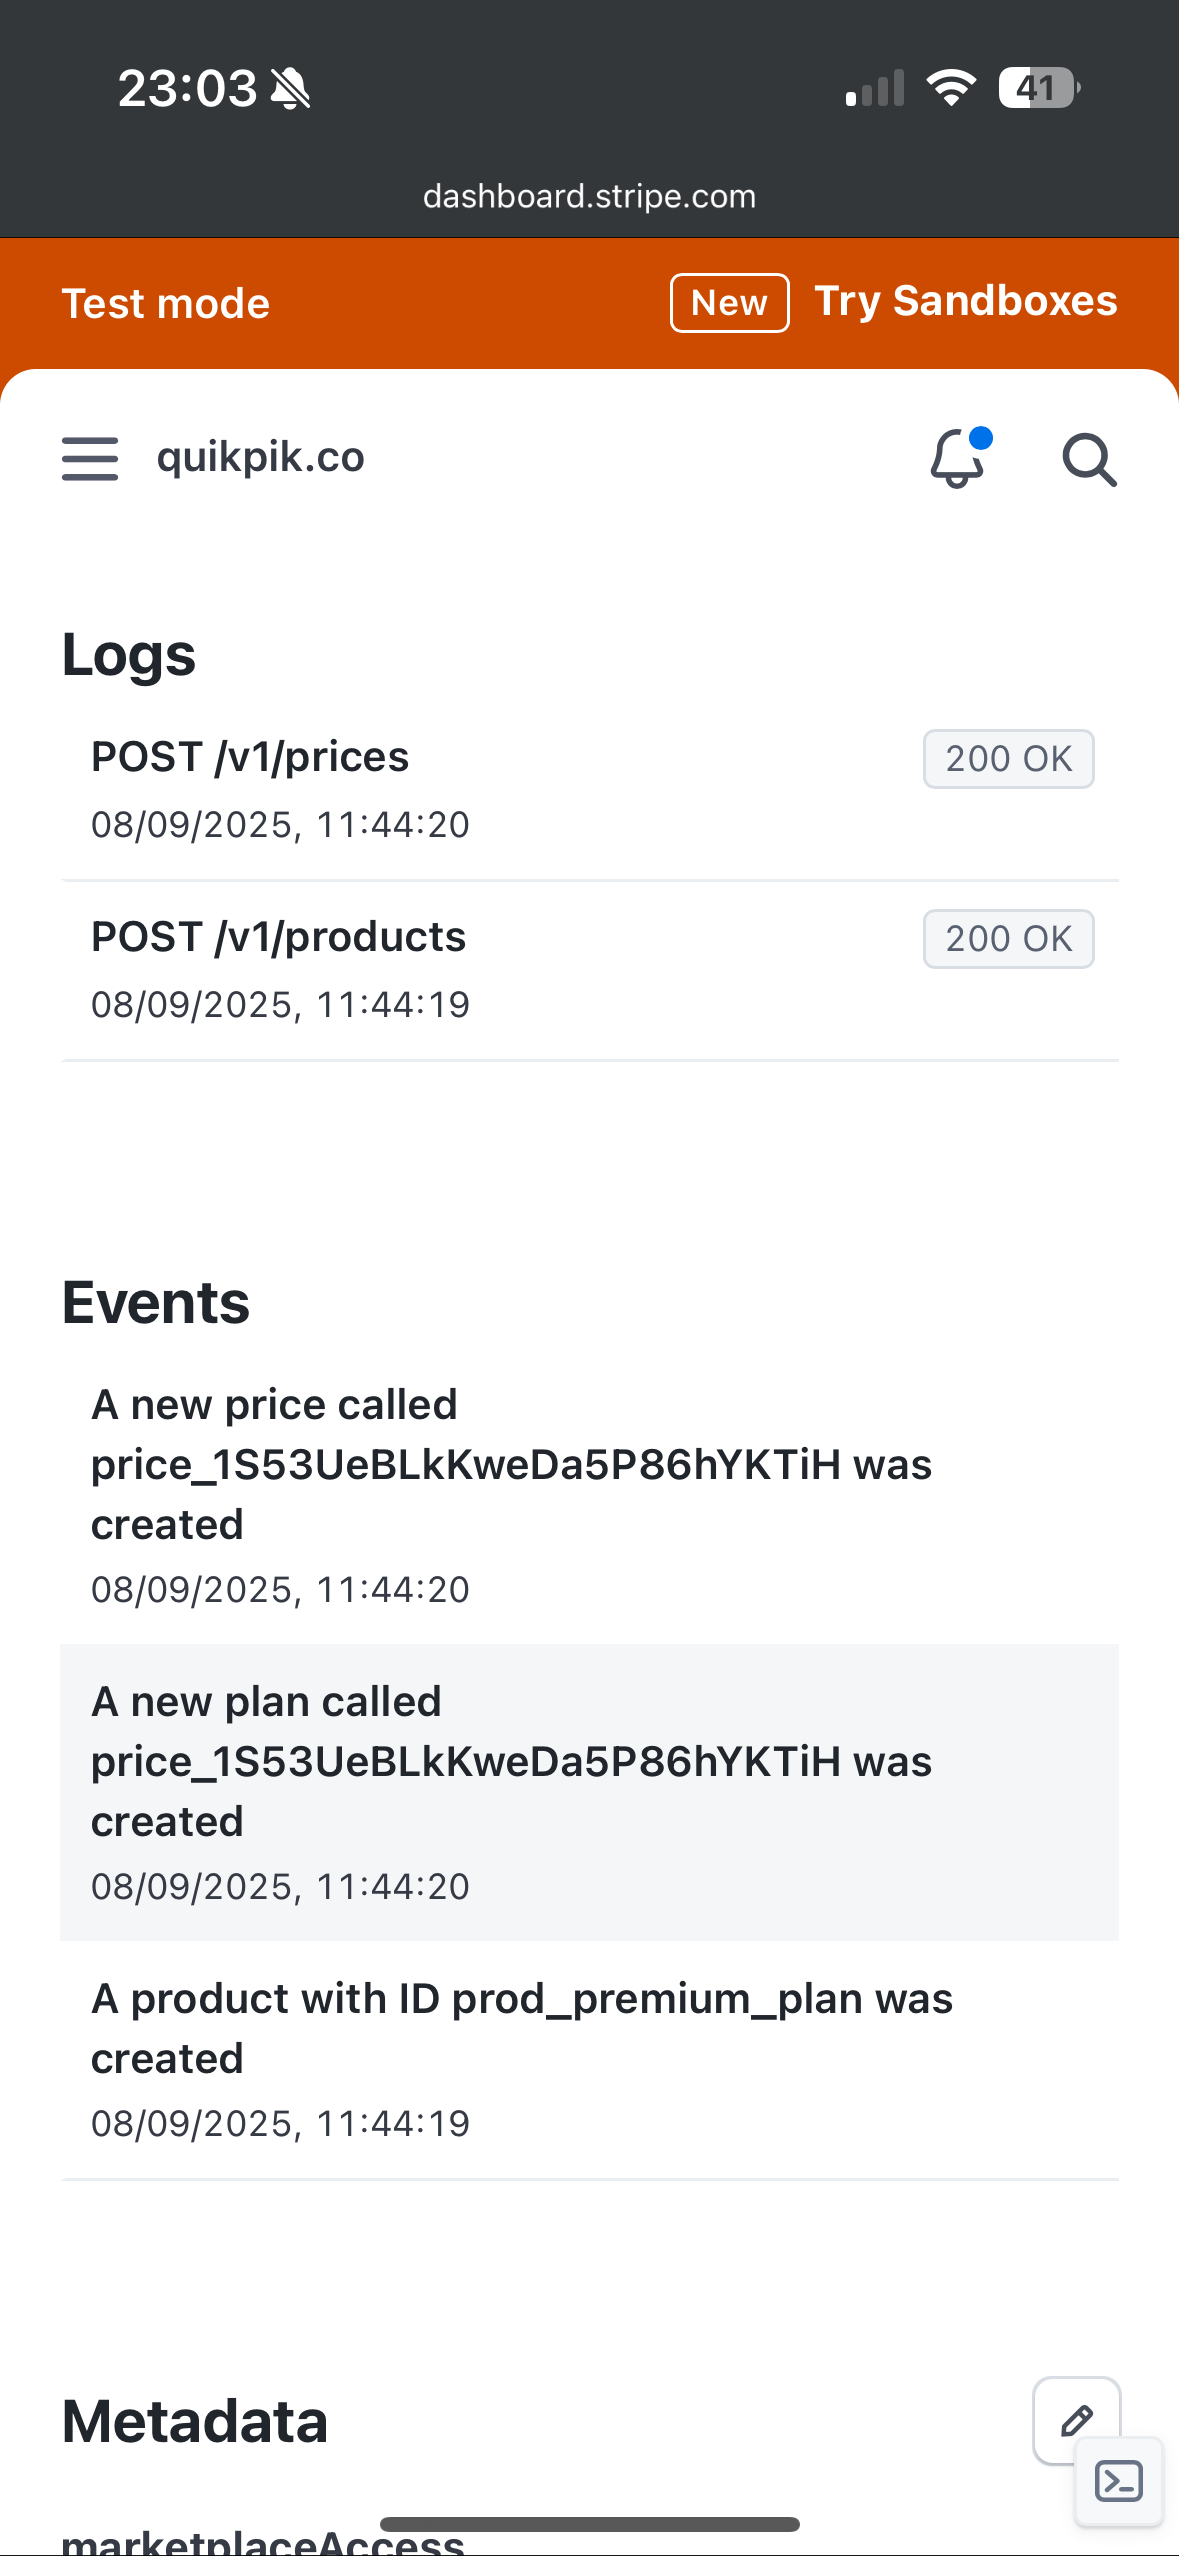 23:03
41
dashboard.stripe.com
Test mode
New
Try Sandboxes
quikpik.co
Logs
POST /v1/prices
200 OK
08/09/2025, 11:44:20
POST /v1/products
200 OK
08/09/2025, 11:44:19
Events
A new price called
price_1S53UeBLkKweDa5P86hYKTiH was
created
08/09/2025, 11:44:20
A new plan called
price_1S53UeBLkKweDa5P86hYKTiH was
created
08/09/2025, 11:44:20
A product with ID prod_premium_plan was
created
08/09/2025, 11:44:19
Metadata
marketplaceAccess